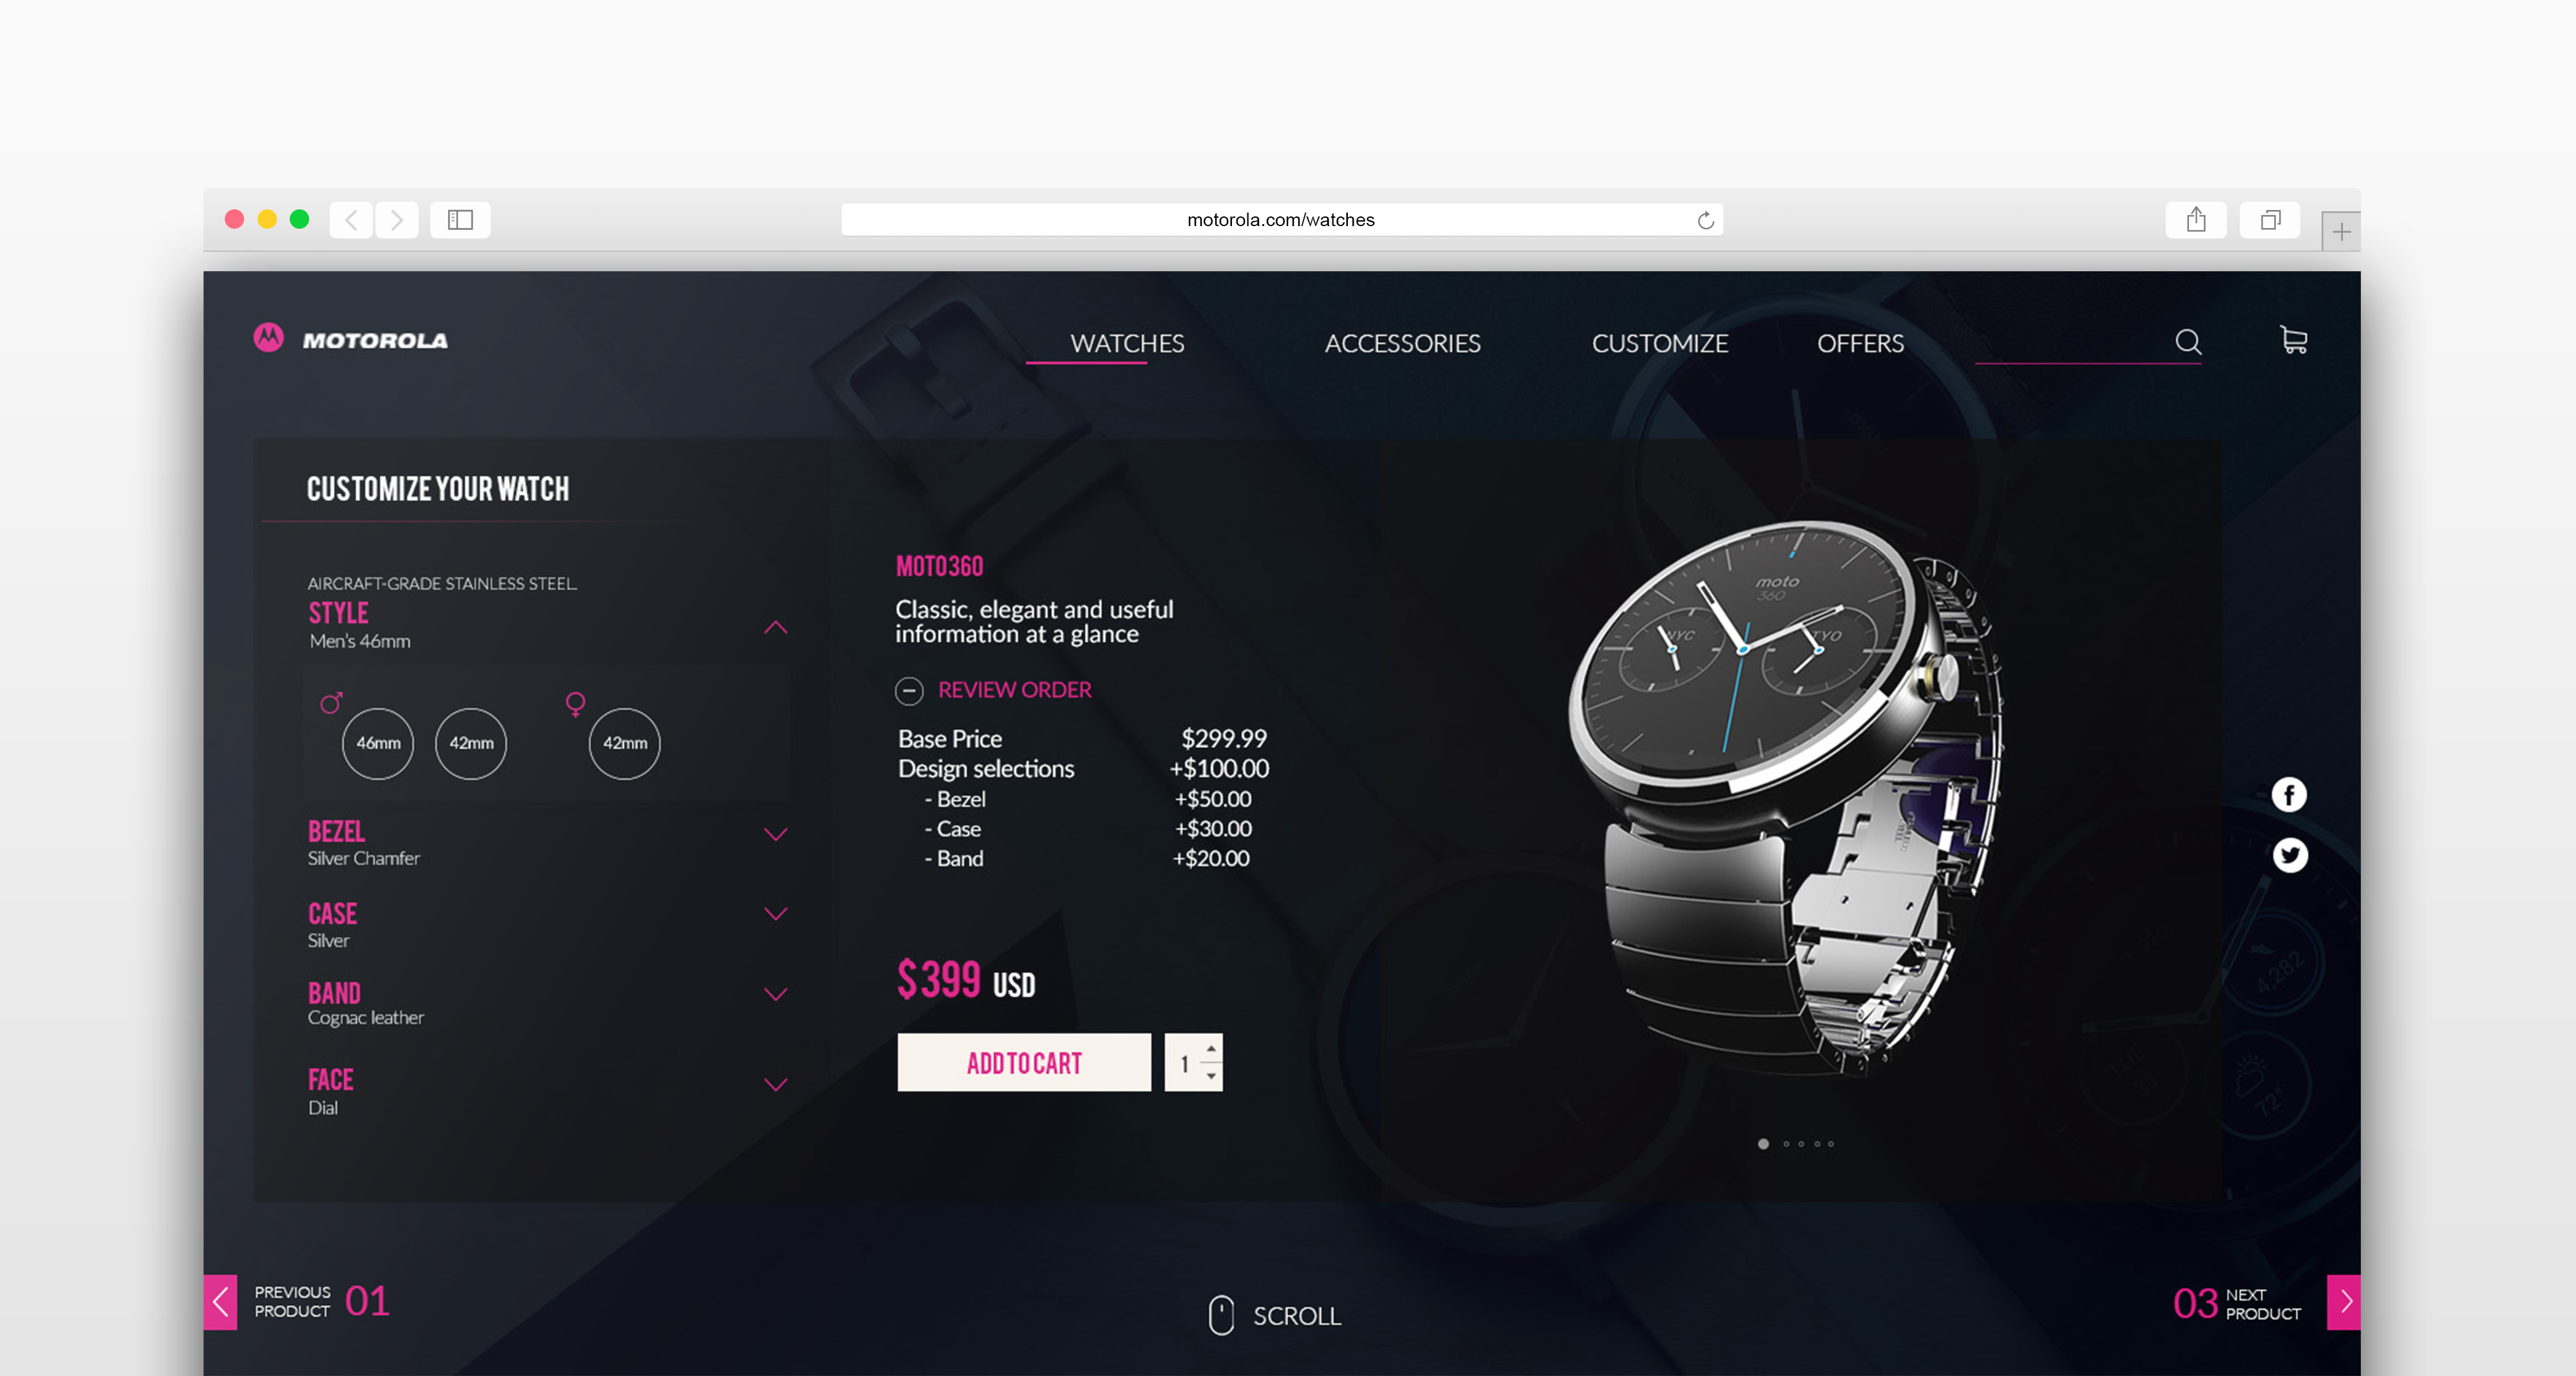 motorola.com/watches
MOTOROLA
WATCHES
ACCESSORIES
CUSTOMIZE
OFFERS
CUSTOMIZE YOUR WATCH
AIRCRAFT-GRADE STAINLESS STEEL
STYLE
Men's 46mm
46mm
42mm
42mm
BEZEL
Silver Chamfer
CASE
Silver
BAND
Cognac leather
FACE
Dial
MOTO360
Classic, elegant and useful
information at a glance
REVIEW ORDER
Base Price $299.99
Design selections +$100.00
- Bezel +$50.00
- Case +$30.00
- Band +$20.00
$399 USD
ADD TO CART
1
moto
360
NYC
TYO
4,282
72°
PREVIOUS
PRODUCT
01
SCROLL
03
NEXT
PRODUCT